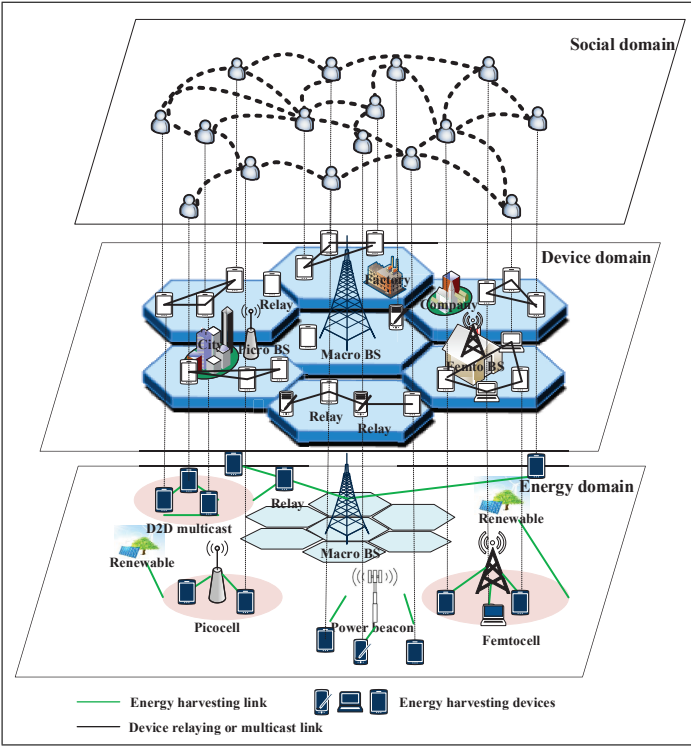 Social domain
Device domain
Factory
Relay
Company
City
Picro BS
Macro BS
Femto BS
Relay
Relay
Energy domain
Relay
D2D multicast
Renewable
Macro BS
Renewable
Picocell
Power beacon
Femtocell
Energy harvesting link
Energy harvesting devices
Device relaying or multicast link